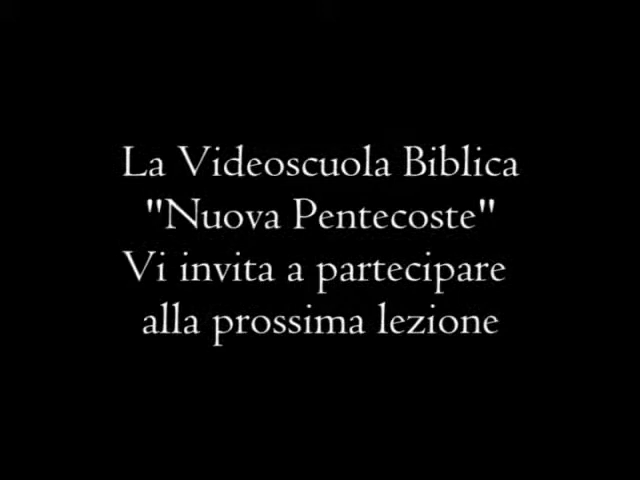 La Videoscuola Biblica
"Nuova Pentecoste"
Vi invita a partecipare
alla prossima lezione